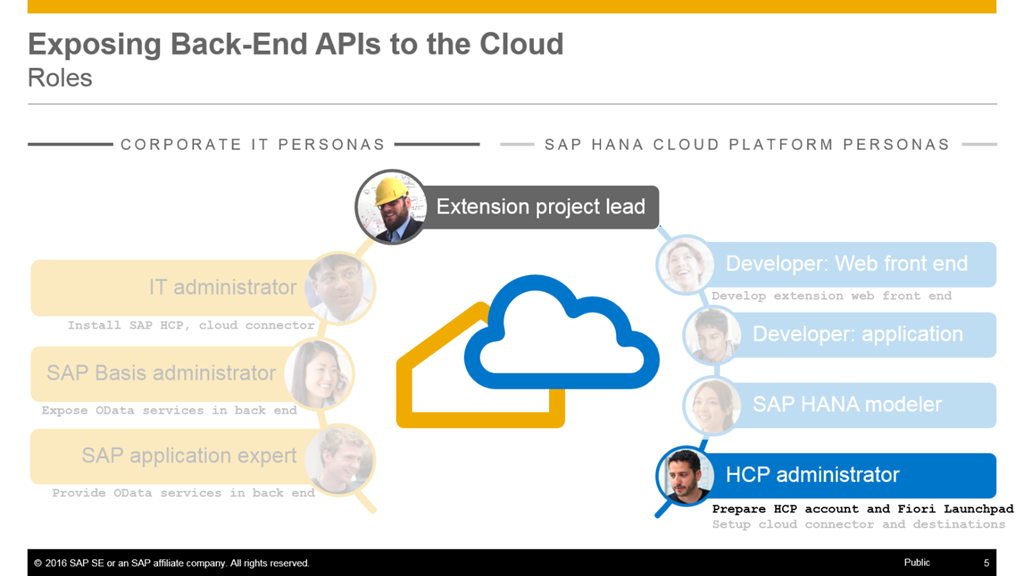 Exposing Back-End APIs to the Cloud
Roles
CORPORATE IT PERSONAS
SAP HANA CLOUD PLATFORM PERSONAS
Extension project lead
IT administrator
Install SAP HCP, cloud connector
SAP Basis administrator
Expose OData services in back end
SAP application expert
Provide OData services in back end
Developer: Web front end
Develop extension web front end
Developer: application
SAP HANA modeler
HCP administrator
Prepare HCP account and Fiori Launchpad
Setup cloud connector and destinations
© 2016 SAP SE or an SAP affiliate company. All rights reserved.
Public
5